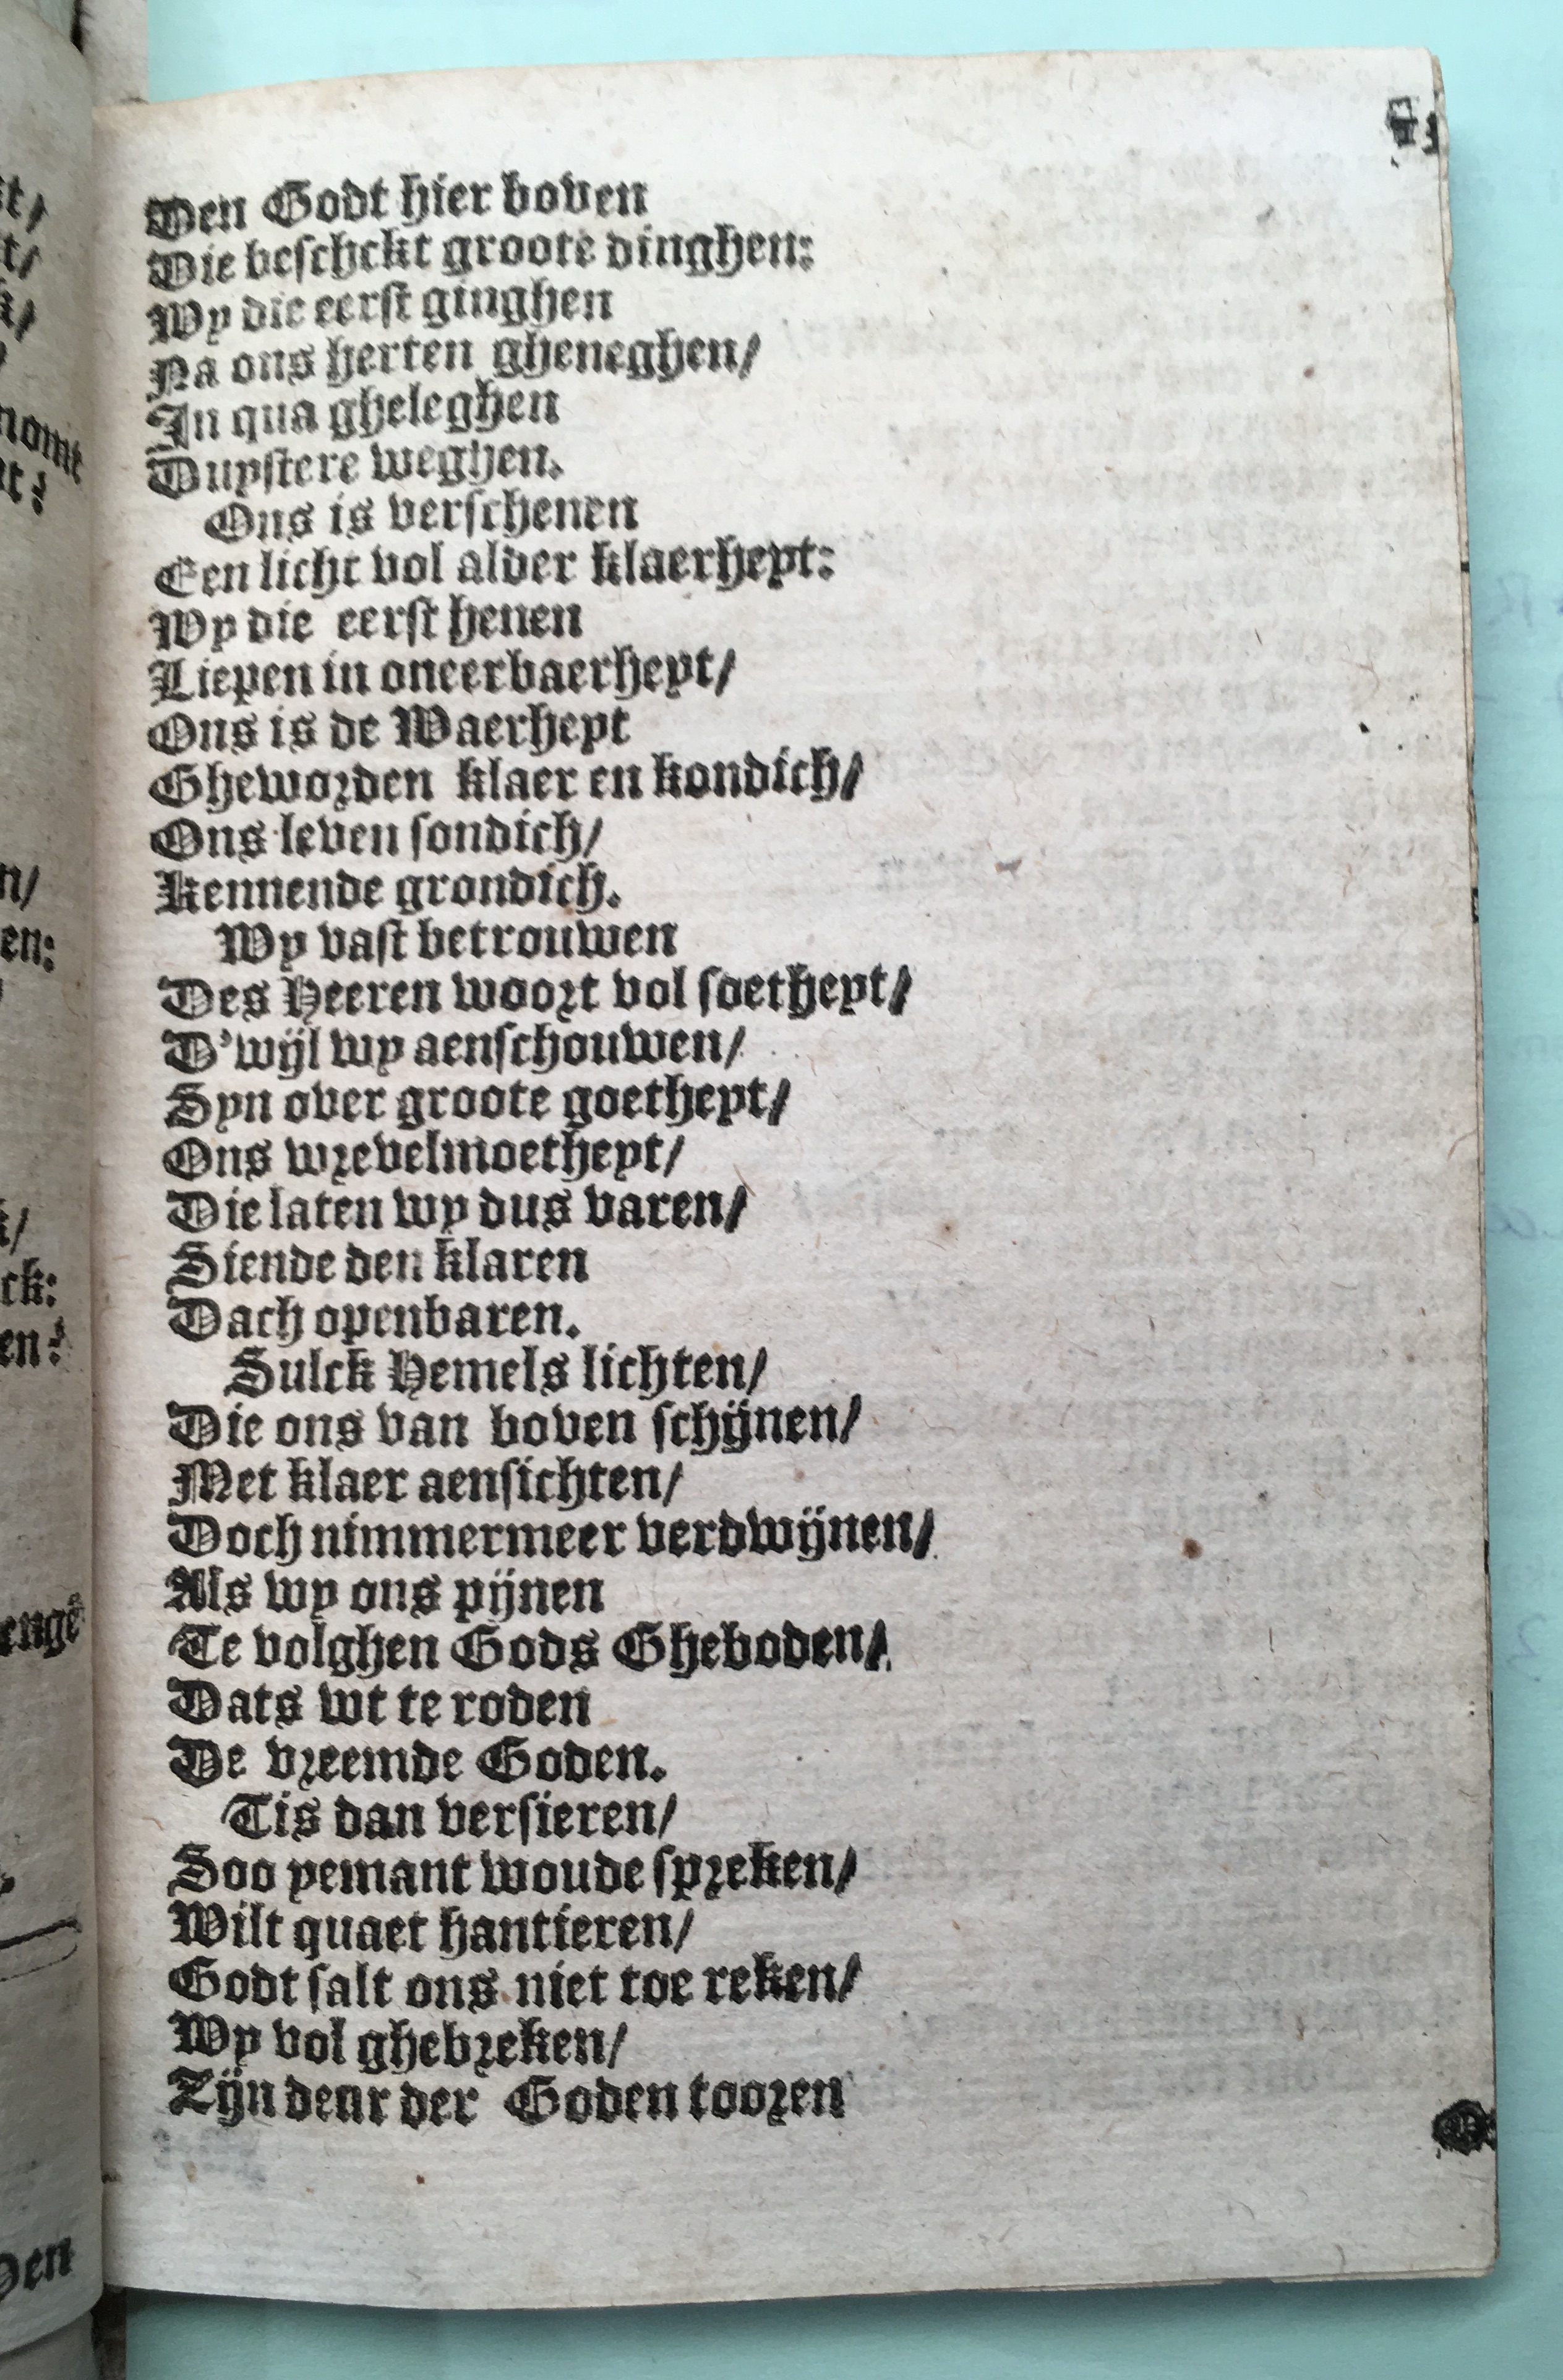 Den Godt hier boven
Die beschckt groote dinghen:
Wy die eerst ginghen
Na ons herten gheneghen/
In qua gheleghen
Duystere weghen.
Ons is verschenen
Een licht vol alder klaerheyt:
Wy die eerst henen
Liepen in oneerbaerheyt/
Ons is de Waerheyt
Gheworden klaer en kondich/
Ons leven sondich/
Kennende grondich.
Wy vast betrouwen
Des Heeren woort vol soetheyt/
D'wijl wy aenschouwen/
Syn over groote goetheyt/
Ons wrevelmoetheyt/
Die laten wy dus varen/
Siende den klaren
Dach openbaren.
Sulck Hemels lichten/
Die ons van boven schijnen/
Met klaer aensichten/
Doch nimmermeer verdwijnen/
Als wy ons pijnen
Te volghen Gods Gheboden/
Dats wt te roden
De vreemde Goden.
Tis dan versieren/
Soo yemant woude spreken/
Wilt quaet hantieren/
Godt salt ons niet toe reken/
Wy vol ghebreken/
Zijn deur der Goden tooren